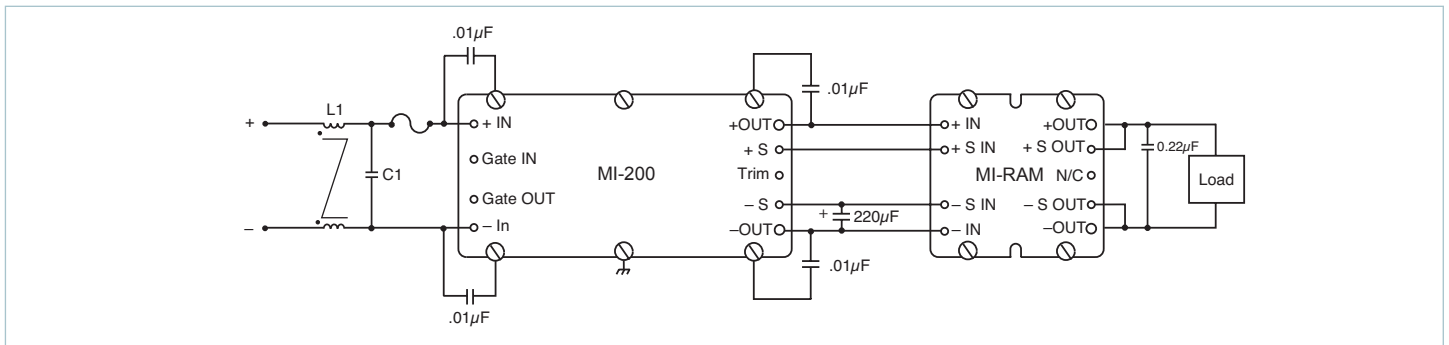 .01µF
.01µF
L1
+
+ IN
+OUT
+ IN
+OUT
+ S
+ S IN
+ S OUT
0.22µF
Gate IN
C1
MI-200
Trim
MI-RAM
N/C
Load
Gate OUT
– S
– S IN
– S OUT
+
220µF
–
– In
–OUT
– IN
–OUT
.01µF
.01µF